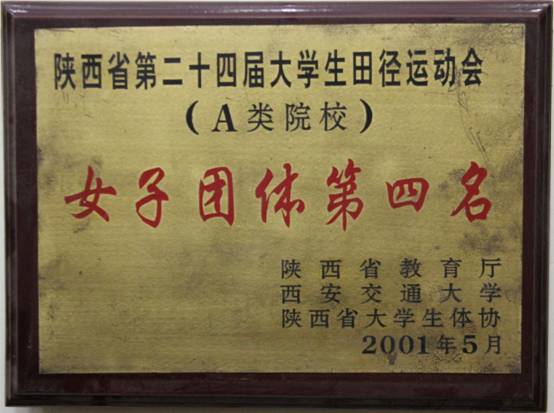 陕西省第二十四届大学生田径运动会
(A类院校)
女子团体第四名
陕西省教育厅
西安交通大学
陕西省大学生体协
2001年5月